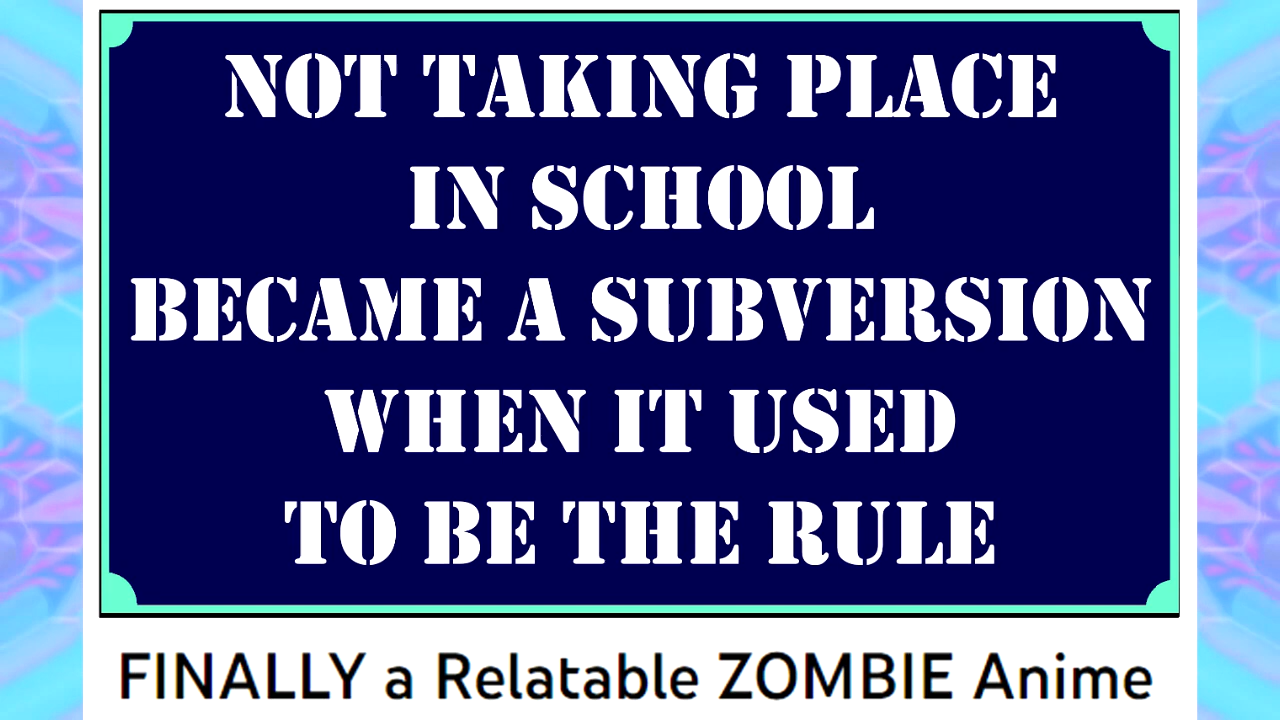 NOT TAKING PLACE
IN SCHOOL
BECAME A SUBVERSION
WHEN IT USED
TO BE THE RULE
FINALLY a Relatable ZOMBIE Anime